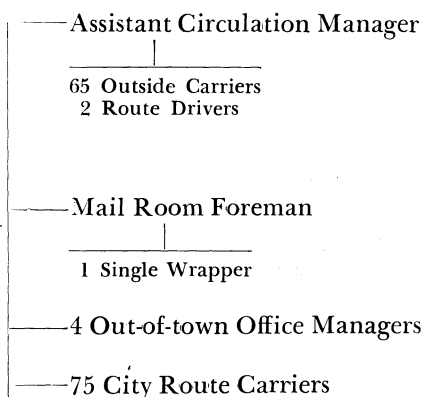 Assistant Circulation Manager
65 Outside Carriers
2 Route Drivers
Mail Room Foreman
1 Single Wrapper
4 Out-of-town Office Managers
75 City Route Carriers